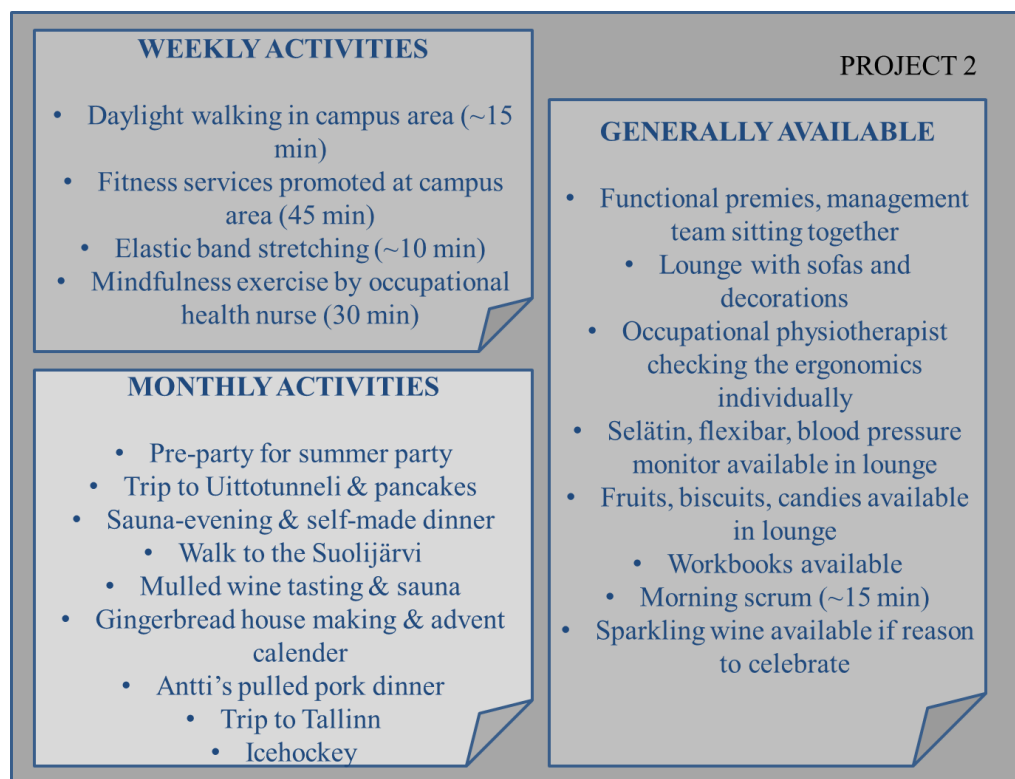 WEEKLY ACTIVITIES
• Daylight walking in campus area (~15
min)
• Fitness services promoted at campus
area (45 min)
• Elastic band stretching (~10 min)
• Mindfulness exercise by occupational
health nurse (30 min)
MONTHLY ACTIVITIES
• Pre-party for summer party
• Trip to Uittotunneli & pancakes
• Sauna-evening & self-made dinner
• Walk to the Suolijärvi
• Mulled wine tasting & sauna
• Gingerbread house making & advent
calender
• Antti's pulled pork dinner
• Trip to Tallinn
• Icehockey
PROJECT 2
GENERALLY AVAILABLE
• Functional premies, management
team sitting together
• Lounge with sofas and
decorations
• Occupational physiotherapist
checking the ergonomics
individually
• Selätin, flexibar, blood pressure
monitor available in lounge
• Fruits, biscuits, candies available
in lounge
• Workbooks available
• Morning scrum (~15 min)
• Sparkling wine available if reason
to celebrate